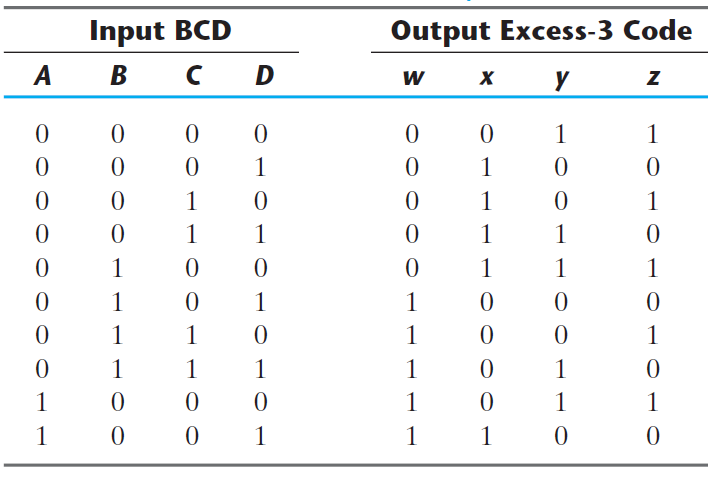 Input BCD Output Excess-3 Code
A B C D w x y z
0 0 0 0 0 0 1 1
0 0 0 1 0 1 0 0
0 0 1 0 0 1 0 1
0 0 1 1 0 1 1 0
0 1 0 0 0 1 1 1
0 1 0 1 1 0 0 0
0 1 1 0 1 0 0 1
0 1 1 1 1 0 1 0
1 0 0 0 1 0 1 1
1 0 0 1 1 1 0 0